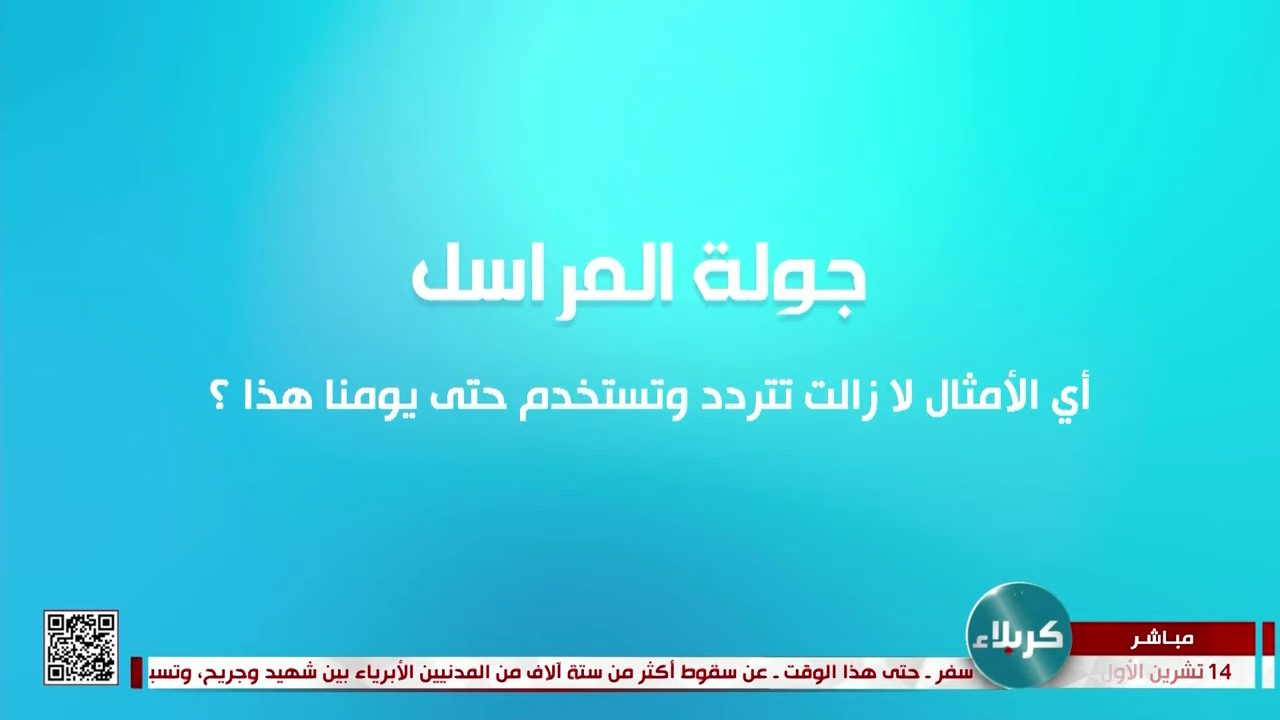 جولة المراسل
أي الأمثال لا زالت تتردد وتستخدم حتى يومنا هذا ؟
كربلاء
مباشر
14 تشرين الأول
سفر ـ حتى هذا الوقت ـ عن سقوط أكثر من ستة آلاف من المدنيين الأبرياء بين شهيد وجريح، وتسب